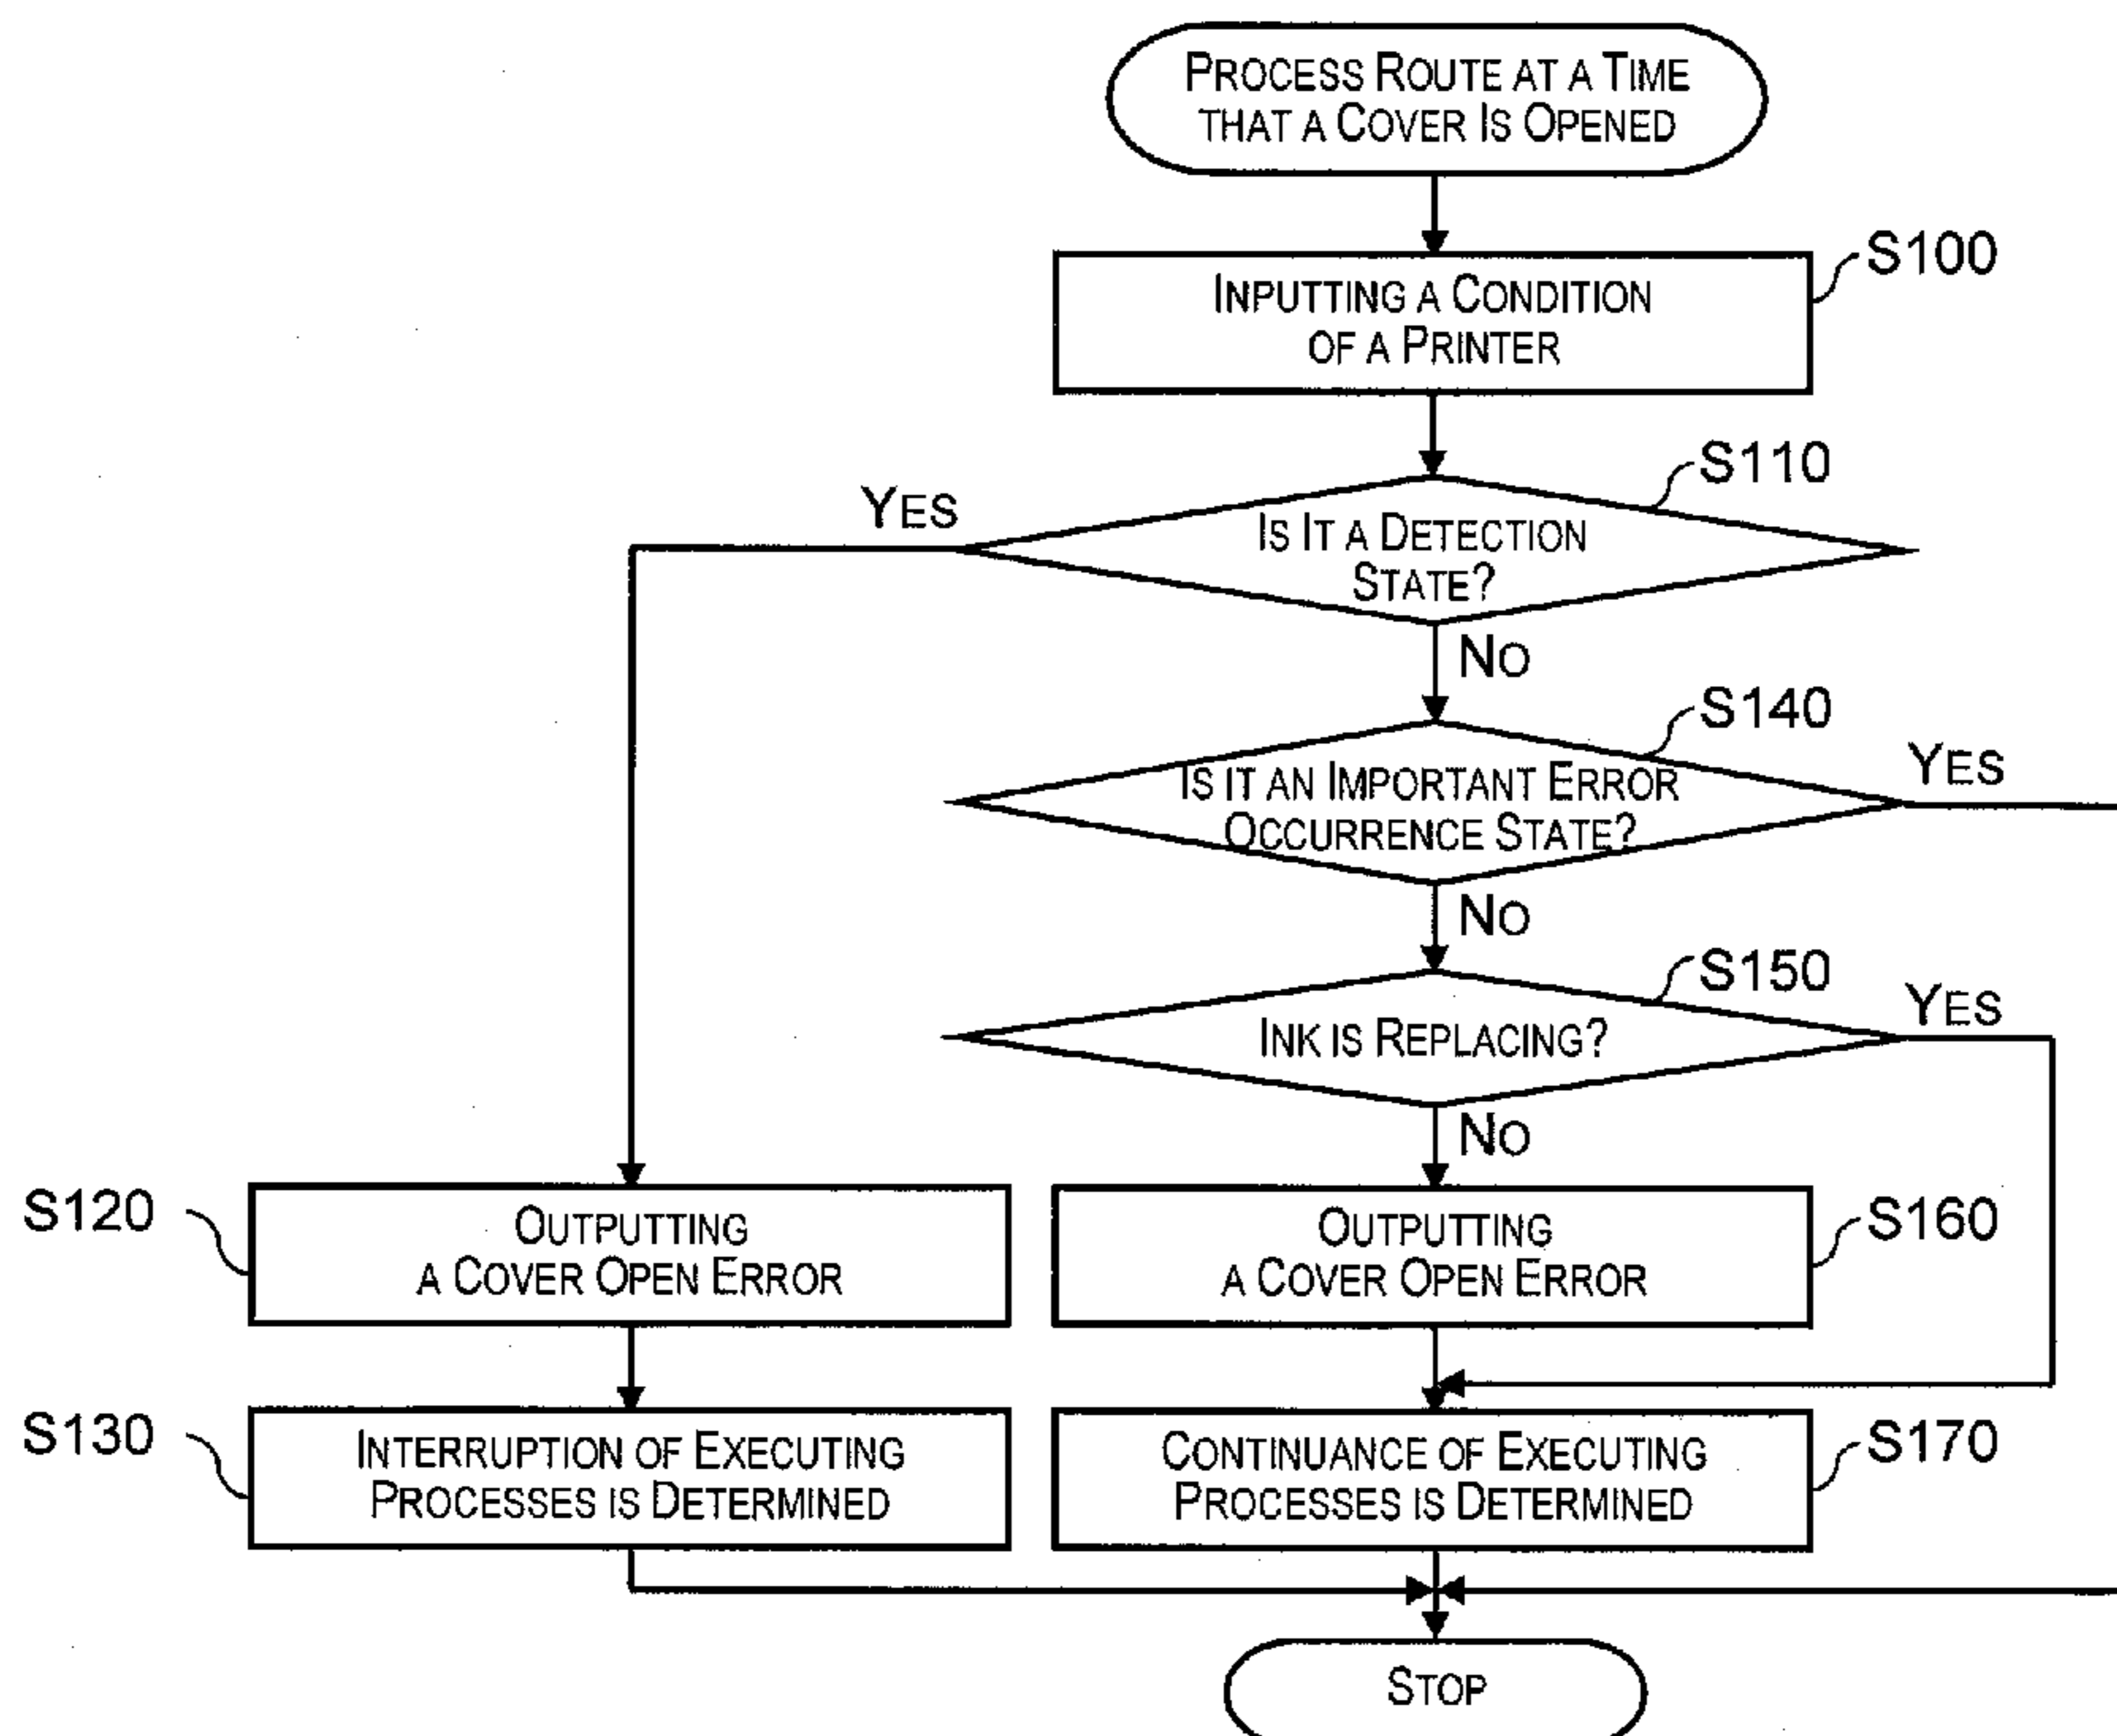 PROCESS ROUTE AT A TIME
THAT A COVER IS OPENED
S100
INPUTTING A CONDITION
OF A PRINTER
S110
YES
IS IT A DETECTION
STATE?
NO
S140
YES
IS IT AN IMPORTANT ERROR
OCCURRENCE STATE?
NO
S150
YES
INK IS REPLACING?
NO
S120
OUTPUTTING
A COVER OPEN ERROR
S160
OUTPUTTING
A COVER OPEN ERROR
S130
INTERRUPTION OF EXECUTING
PROCESSES IS DETERMINED
S170
CONTINUANCE OF EXECUTING
PROCESSES IS DETERMINED
STOP